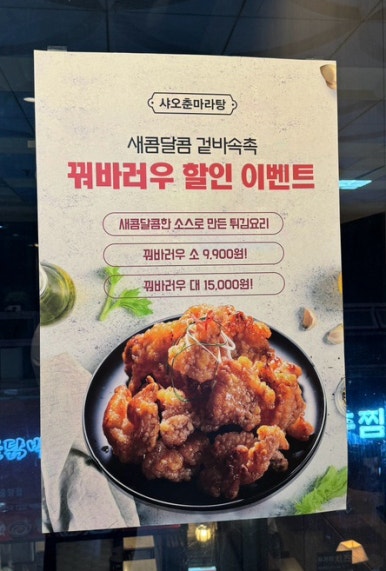 샤오춘마라탕
새콤달콤 겉바속촉
꿔바러우 할인 이벤트
새콤달콤한 소스로 만든 튀김요리
꿔바러우 소 9,900원!
꿔바러우 대 15,000원!
찜